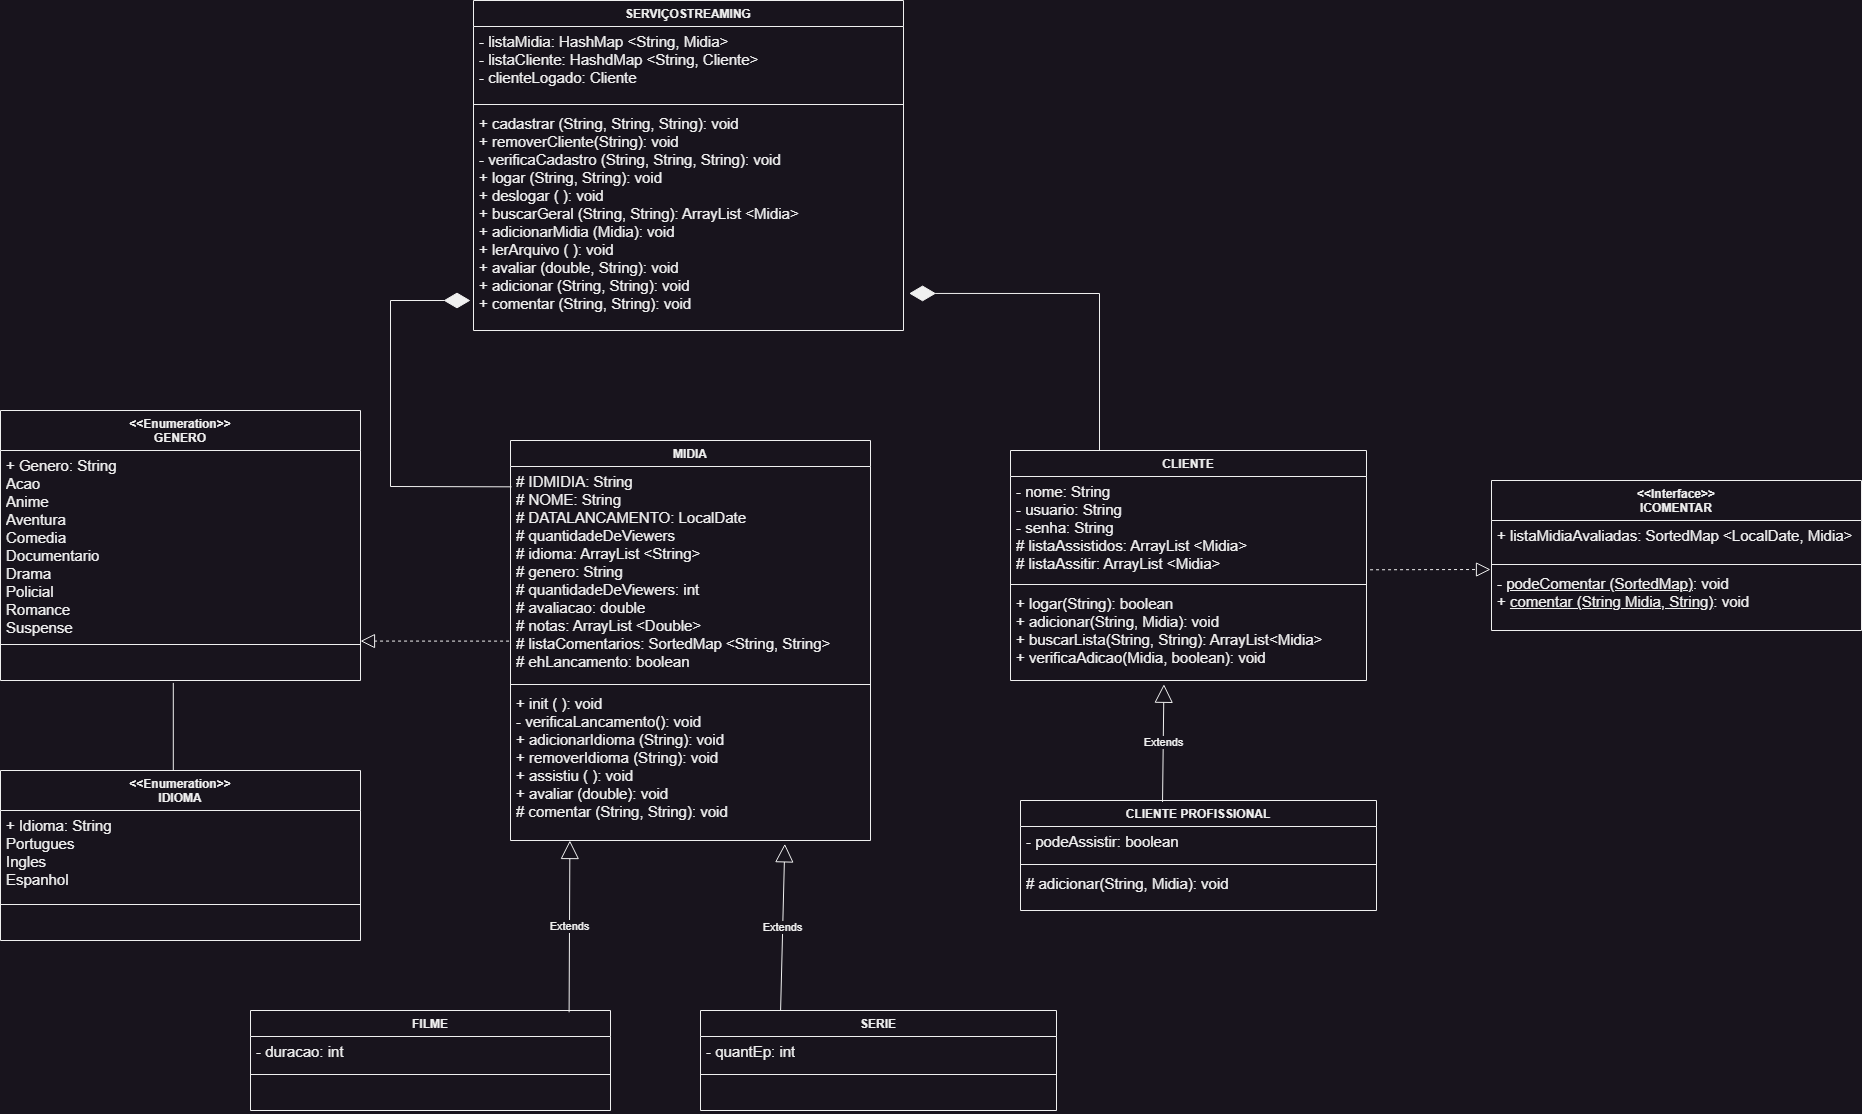 SERVIÇOSTREAMING
- listaMidia: HashMap <String, Midia>
- listaCliente: HashdMap <String, Cliente>
- clienteLogado: Cliente
+ cadastrar (String, String, String): void
+ removerCliente(String): void
- verificaCadastro (String, String, String): void
+ logar (String, String): void
+ deslogar ( ): void
+ buscarGeral (String, String): ArrayList <Midia>
+ adicionarMidia (Midia): void
+ lerArquivo ( ): void
+ avaliar (double, String): void
+ adicionar (String, String): void
+ comentar (String, String): void
<<Enumeration>>
GENERO
+ Genero: String
Acao
Anime
Aventura
Comedia
Documentario
Drama
Policial
Romance
Suspense
<<Enumeration>>
IDIOMA
+ Idioma: String
Portugues
Ingles
Espanhol
MIDIA
# IDMIDIA: String
# NOME: String
# DATALANCAMENTO: LocalDate
# quantidadeDeViewers
# idioma: ArrayList <String>
# genero: String
# quantidadeDeViewers: int
# avaliacao: double
# notas: ArrayList <Double>
# listaComentarios: SortedMap <String, String>
# ehLancamento: boolean
+ init ( ): void
- verificaLancamento(): void
+ adicionarIdioma (String): void
+ removerIdioma (String): void
+ assistiu ( ): void
+ avaliar (double): void
# comentar (String, String): void
CLIENTE
- nome: String
- usuario: String
- senha: String
# listaAssistidos: ArrayList <Midia>
# listaAssitir: ArrayList <Midia>
+ logar(String): boolean
+ adicionar(String, Midia): void
+ buscarLista(String, String): ArrayList<Midia>
+ verificaAdicao(Midia, boolean): void
<<Interface>>
ICOMENTAR
+ listaMidiaAvaliadas: SortedMap <LocalDate, Midia>
- podeComentar (SortedMap): void
+ comentar (String Midia, String): void
Extends
CLIENTE PROFISSIONAL
- podeAssistir: boolean
# adicionar(String, Midia): void
Extends
Extends
FILME
- duracao: int
SERIE
- quantEp: int